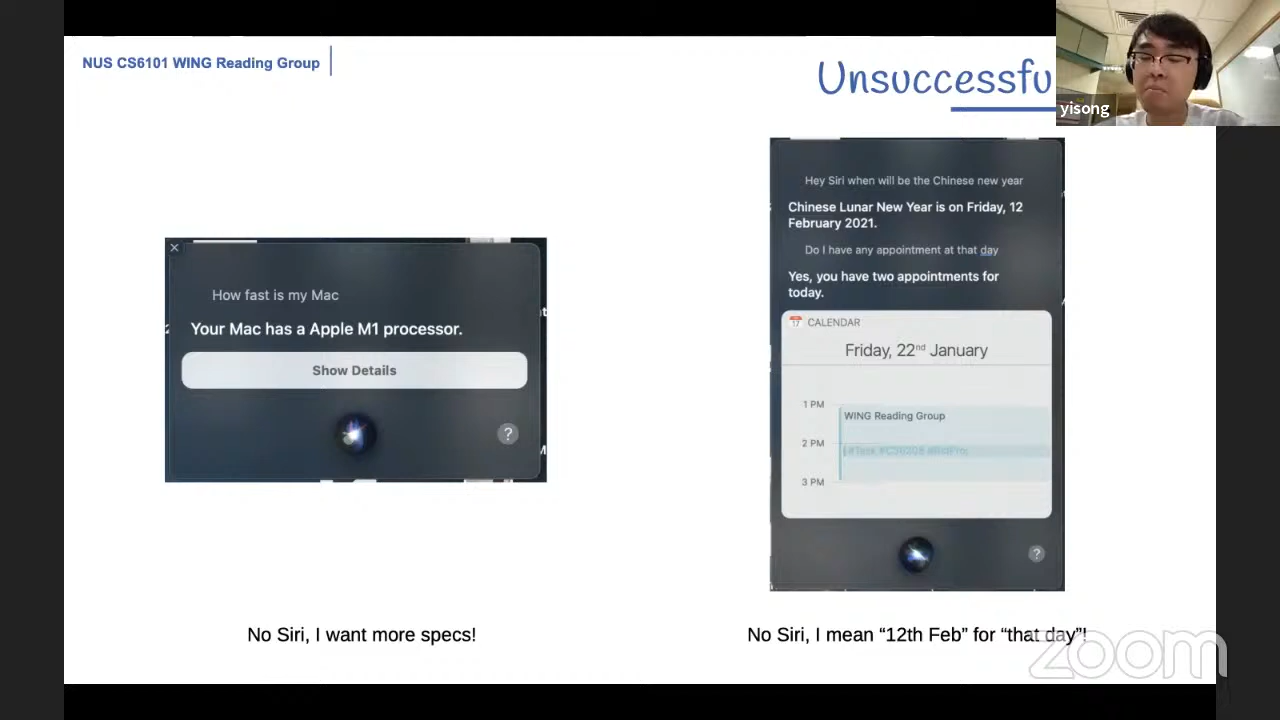 NUS CS6101 WING Reading Group
Unsuccessfu
yisong
How fast is my Mac
Your Mac has a Apple M1 processor.
Show Details
?
Hey Siri when will be the Chinese new year
Chinese Lunar New Year is on Friday, 12
February 2021.
Do I have any appointment at that day
Yes, you have two appointments for
today.
17
CALENDAR
Friday, 22nd January
1 PM
WING Reading Group
2 PM
3 PM
?
No Siri, I want more specs!
No Siri, I mean “12th Feb” for “that day”!
zoom